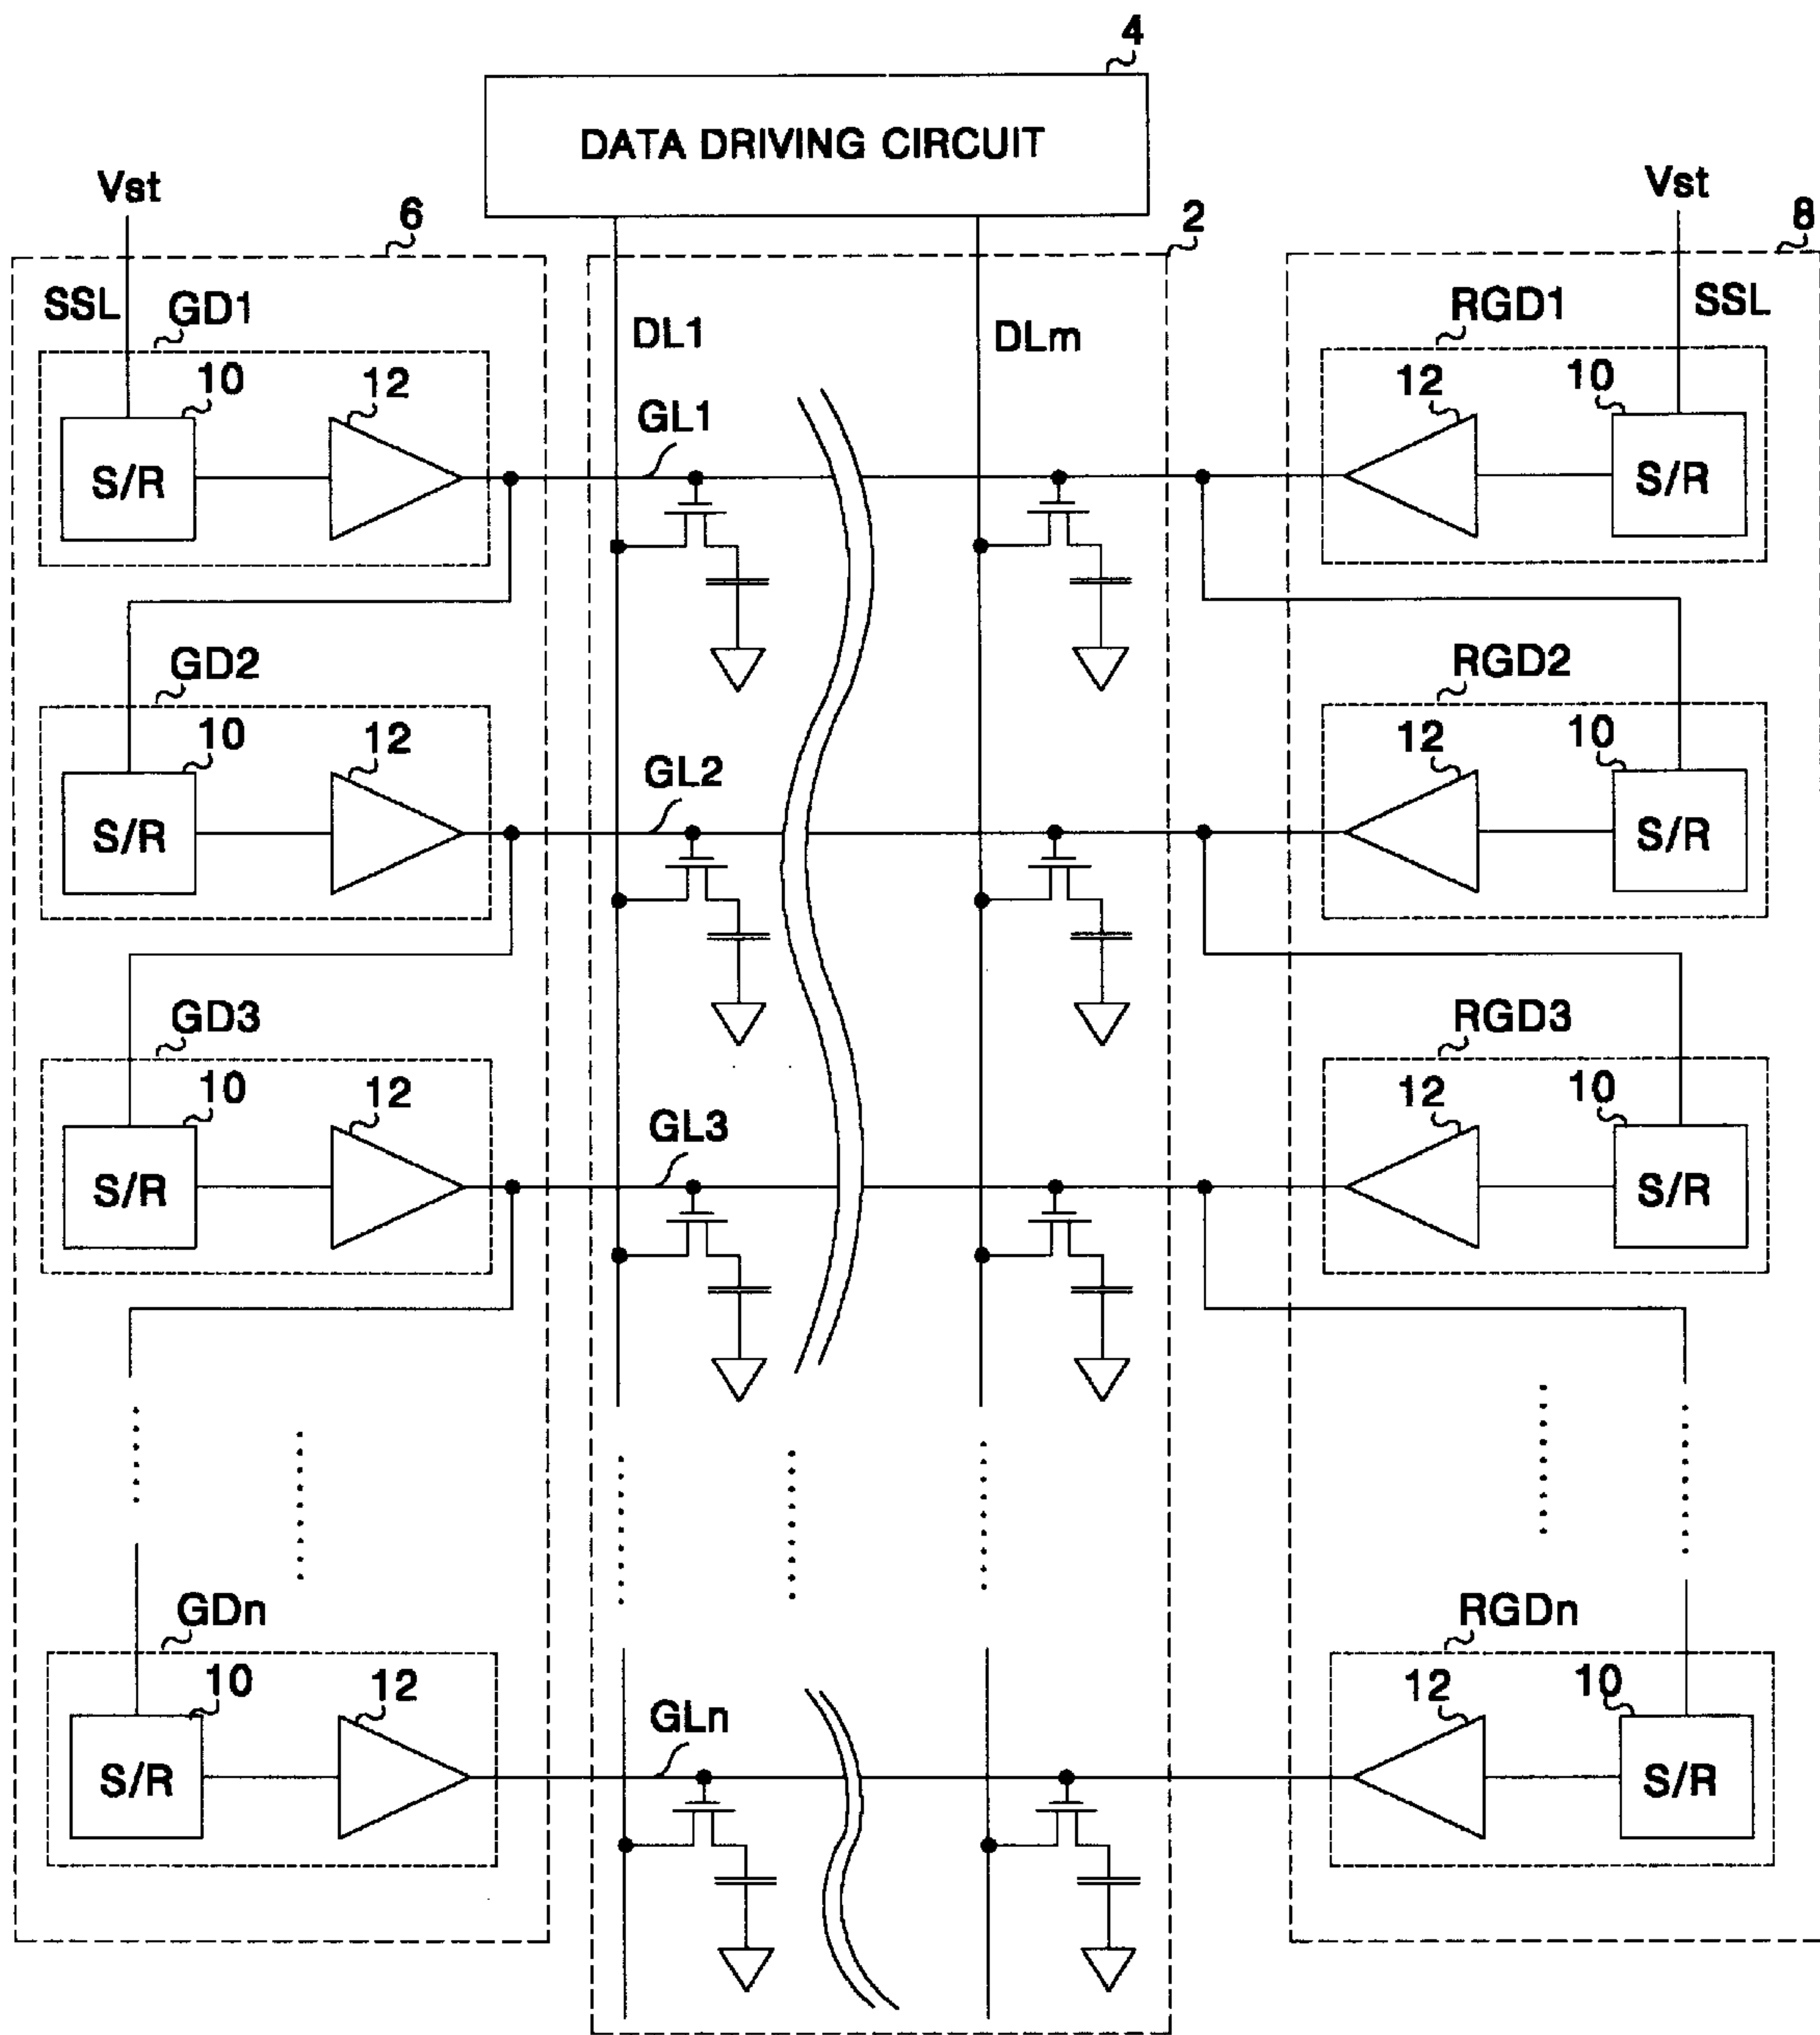 4
DATA DRIVING CIRCUIT
Vst
Vst
6
2
8
SSL
GD1
DL1
DLm
RGD1
SSL
10
12
GL1
12
10
S/R
S/R
GD2
RGD2
10
12
GL2
12
10
S/R
S/R
GD3
RGD3
10
12
GL3
12
10
S/R
S/R
GDn
RGDn
10
12
GLn
12
10
S/R
S/R